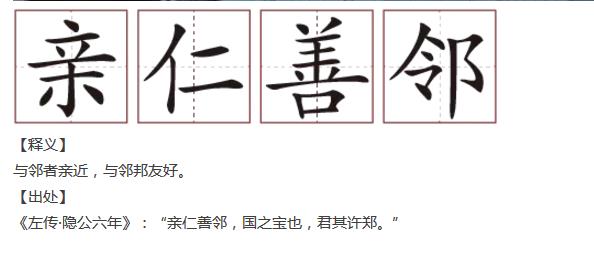 亲仁善邻
【释义】
与邻者亲近，与邻邦友好。
【出处】
《左传·隐公六年》：“亲仁善邻，国之宝也，君其许郑。”